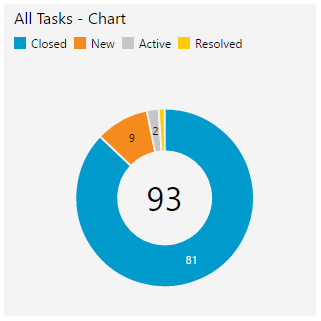 All Tasks - Chart
Closed New Active Resolved
9
2
93
81